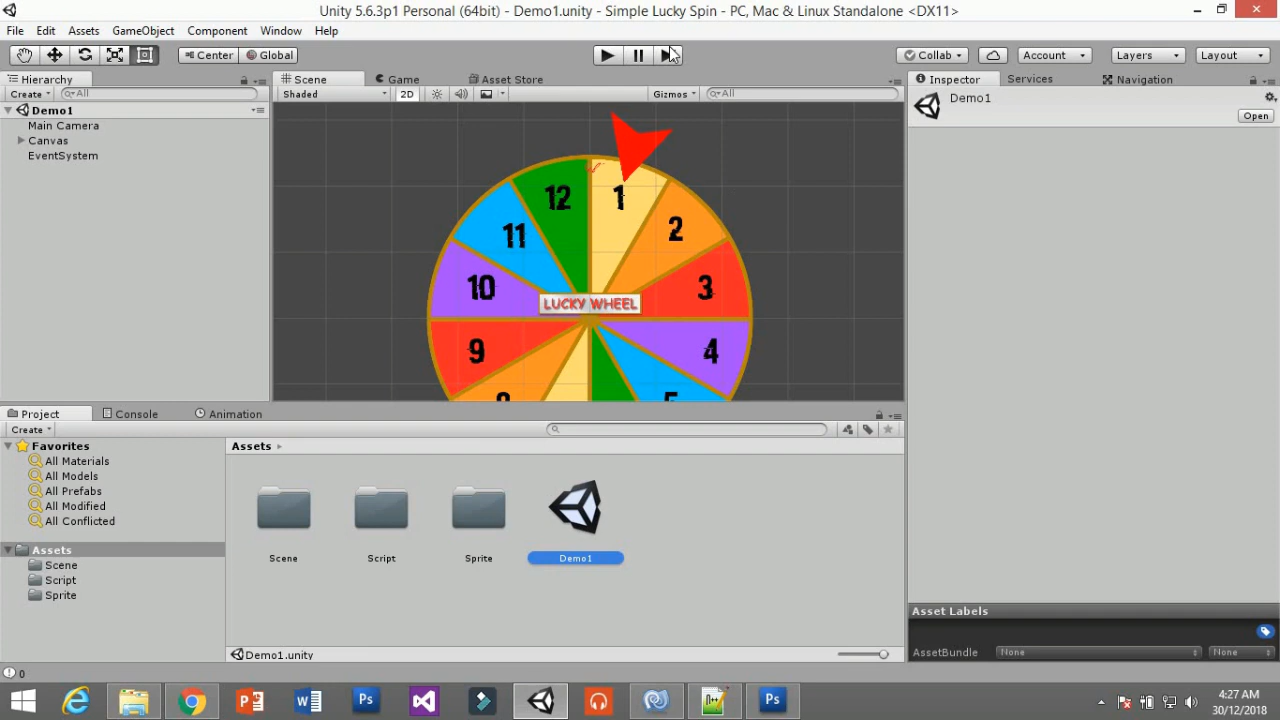 Unity 5.6.3p1 Personal (64bit) - Demo1.unity - Simple Lucky Spin - PC, Mac & Linux Standalone <DX11>
File Edit Assets GameObject Component Window Help
Center Global Collab Account Layers Layout
Hierarchy Scene Game Asset Store Inspector Services Navigation
Create All Shaded 2D Gizmos All Demo1
Open
Demo1
Main Camera
Canvas
EventSystem
12 1
11 2
10 3
LUCKY WHEEL
9 4
Project Console Animation
Create
Favorites
All Materials
All Models
All Prefabs
All Modified
All Conflicted
Assets
Scene
Script
Sprite
Assets
Scene Script Sprite Demo1
Demo1.unity
Asset Labels
AssetBundle None None
0
4:27 AM
30/12/2018